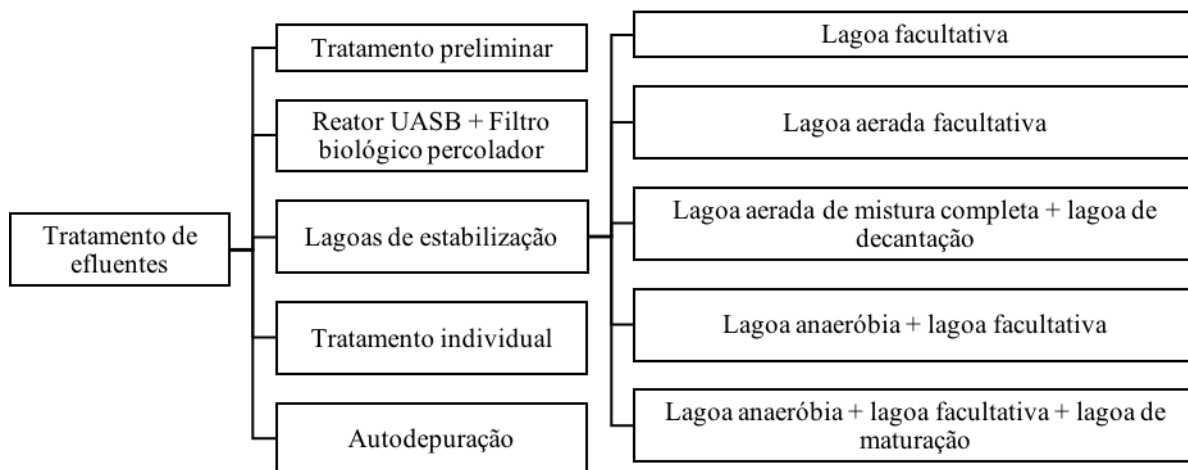 Tratamento de
efluentes
Tratamento preliminar
Reator UASB + Filtro
biológico percolador
Lagoas de estabilização
Tratamento individual
Autodepuração
Lagoa facultativa
Lagoa aerada facultativa
Lagoa aerada de mistura completa + lagoa de
decantação
Lagoa anaeróbia + lagoa facultativa
Lagoa anaeróbia + lagoa facultativa + lagoa de
maturação